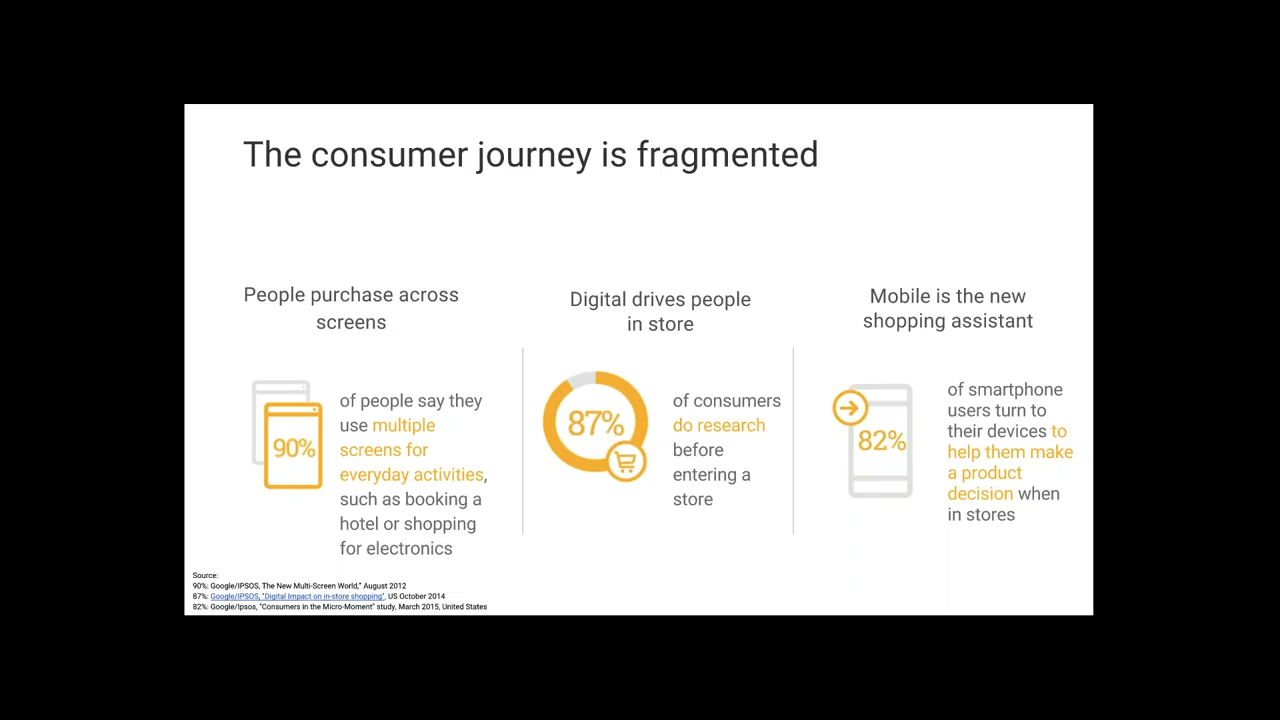 The consumer journey is fragmented
People purchase across
screens
90%
of people say they
use multiple
screens for
everyday activities,
such as booking a
hotel or shopping
for electronics
Digital drives people
in store
87%
of consumers
do research
before
entering a
store
Mobile is the new
shopping assistant
82%
of smartphone
users turn to
their devices to
help them make
a product
decision when
in stores
Source:
90%: Google/IPSOS, The New Multi-Screen World," August 2012
87%: Google/IPSOS, "Digital Impact on in-store shopping", US October 2014
82%: Google/Ipsos, "Consumers in the Micro-Moment" study, March 2015, United States